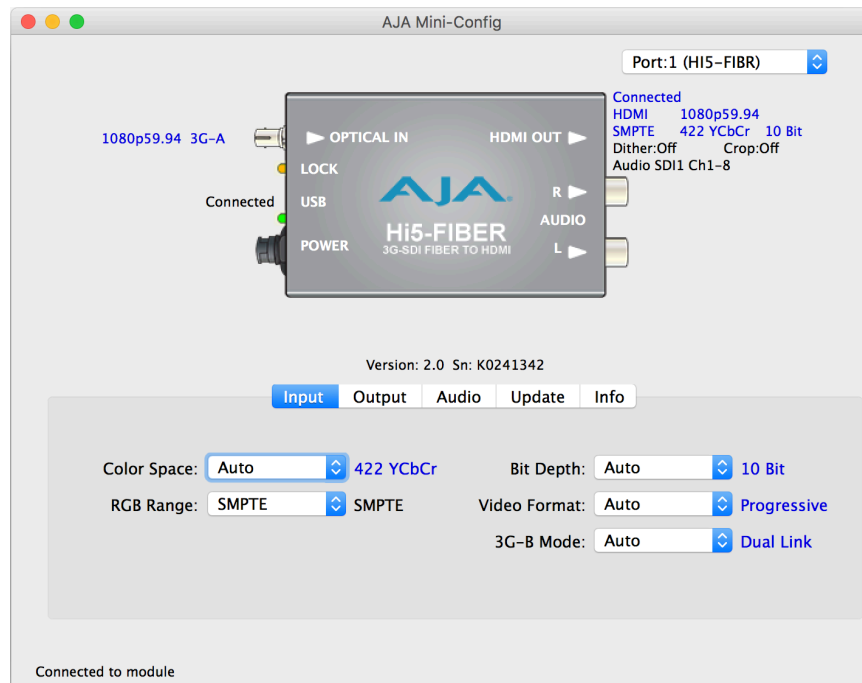 AJA Mini-Config
Port:1 (HI5-FIBR)
Connected
HDMI 1080p59.94
SMPTE 422 YCbCr 10 Bit
Dither:Off Crop:Off
Audio SDI1 Ch1-8
1080p59.94 3G-A
OPTICAL IN
HDMI OUT
LOCK
Connected
USB
AJA
R
AUDIO
POWER
Hi5-FIBER
3G-SDI FIBER TO HDMI
L
Version: 2.0 Sn: K0241342
Input Output Audio Update Info
Color Space: Auto 422 YCbCr Bit Depth: Auto 10 Bit
RGB Range: SMPTE SMPTE Video Format: Auto Progressive
3G-B Mode: Auto Dual Link
Connected to module